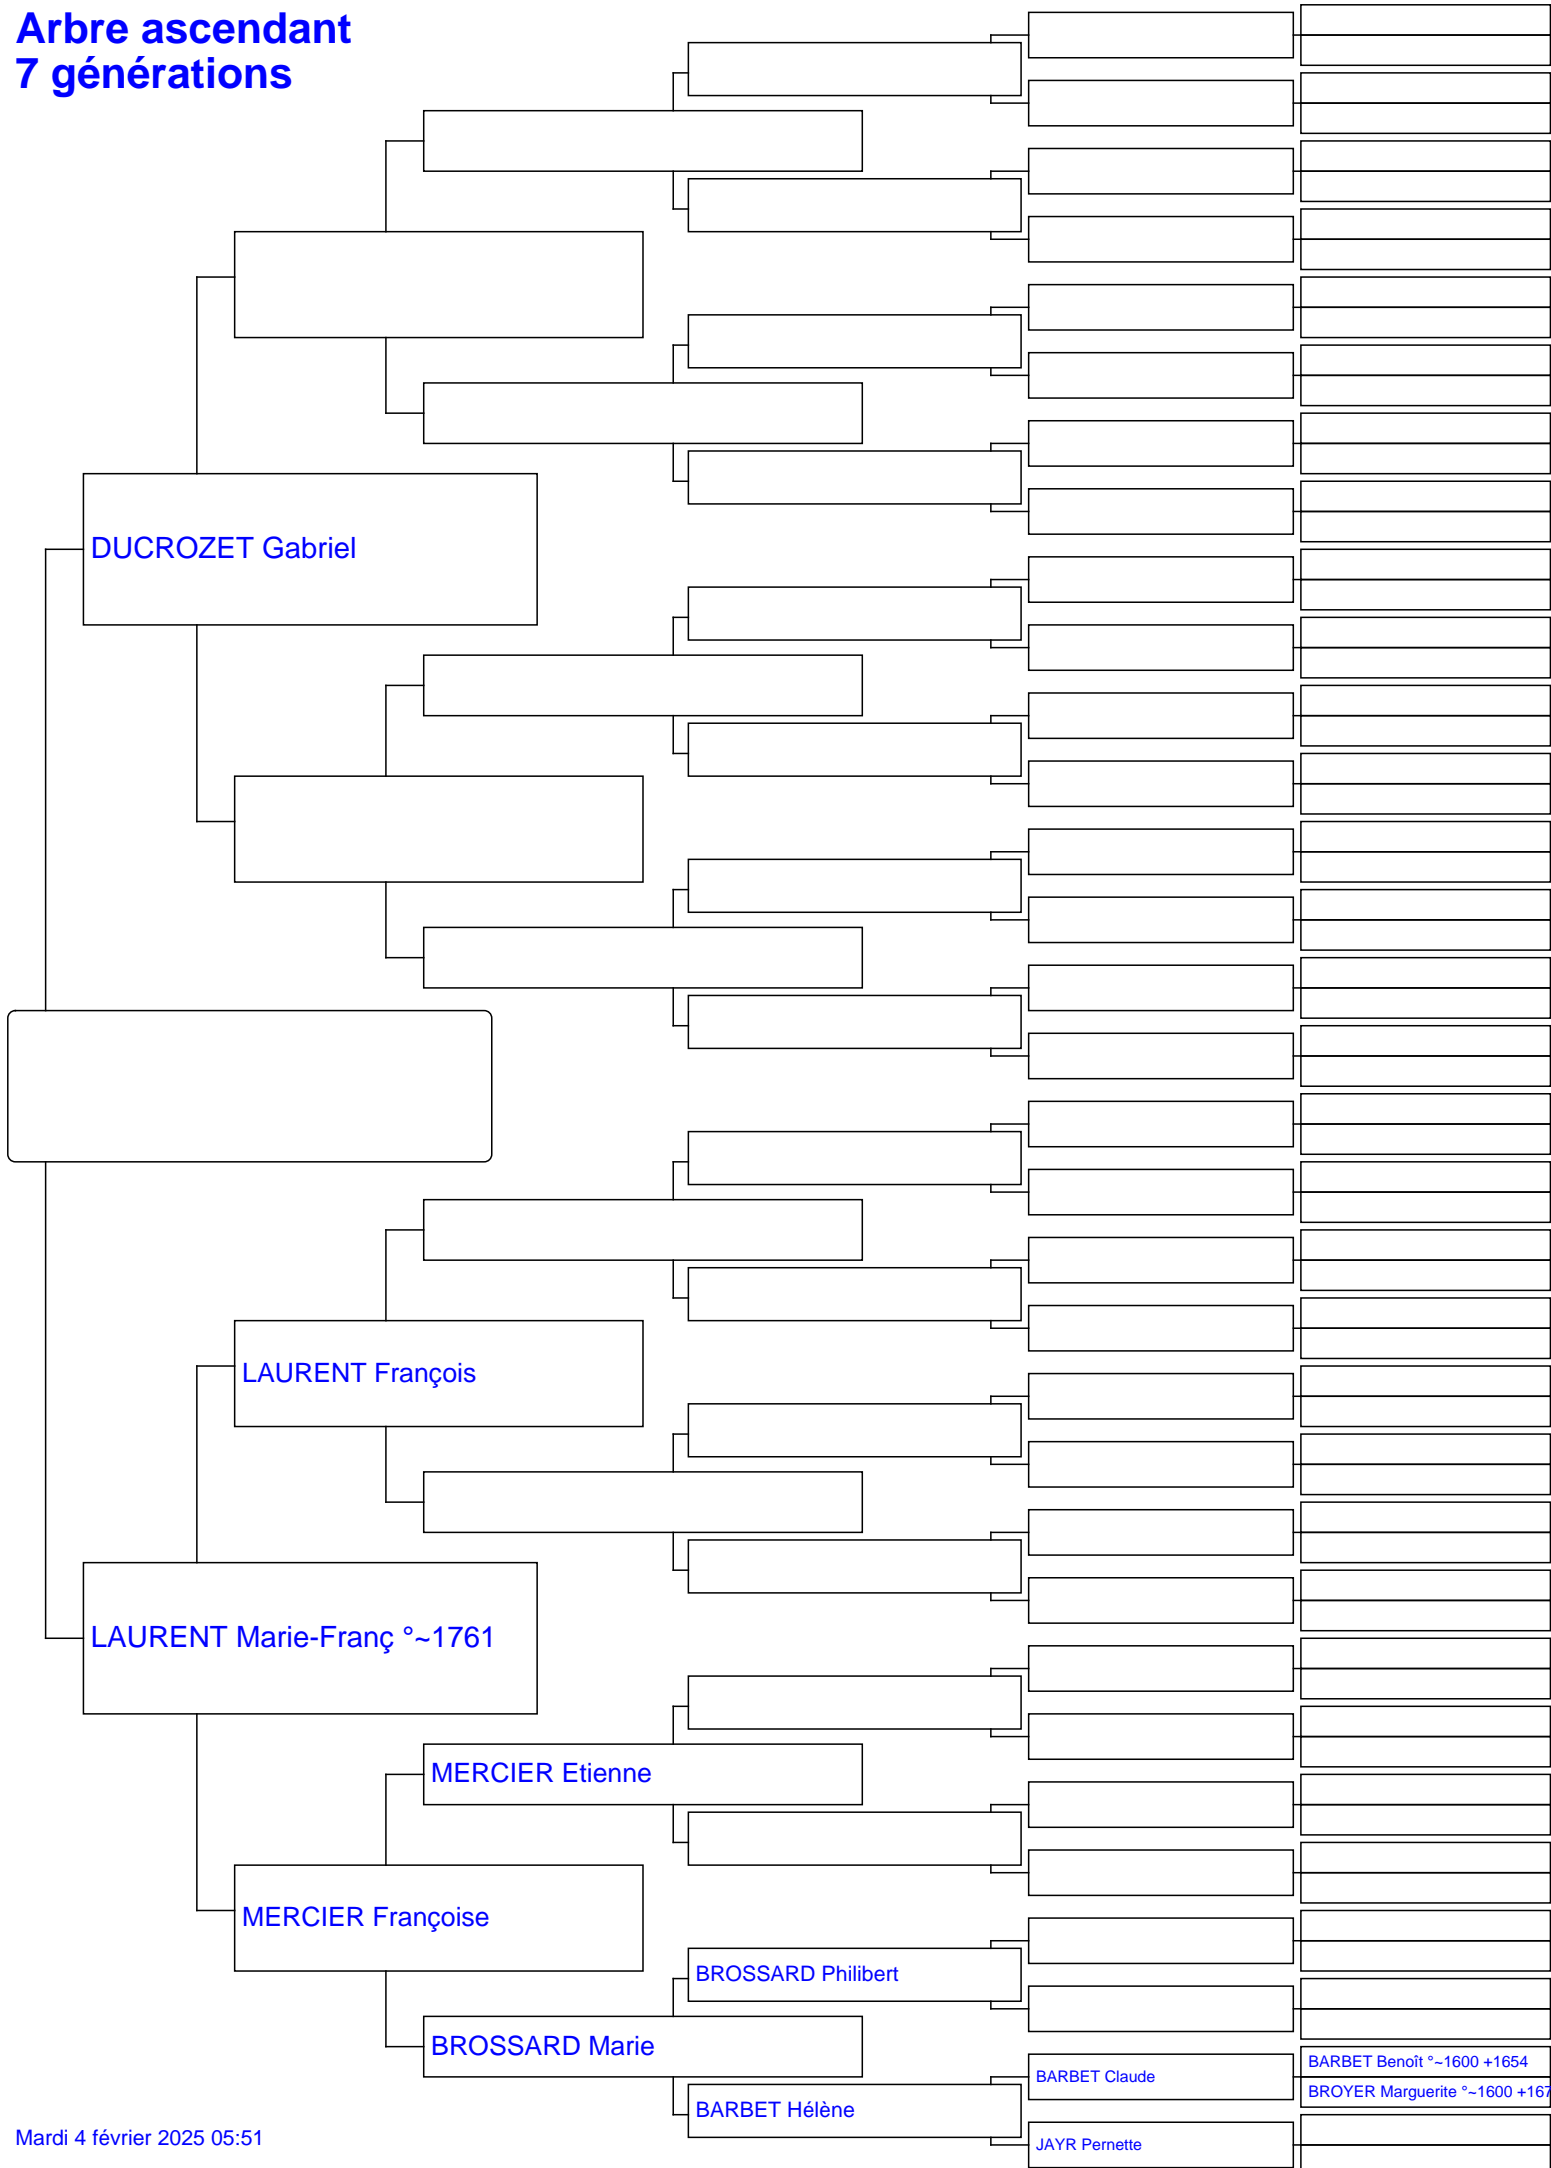 Arbre ascendant
7 générations
DUCROZET Gabriel
LAURENT François
LAURENT Marie-Franç °~1761
MERCIER Etienne
MERCIER Françoise
BROSSARD Philibert
BROSSARD Marie
BARBET Benoît °~1600 +1654
BARBET Claude
BROYER Marguerite °~1600 +167
BARBET Hélène
JAYR Pernette
Mardi 4 février 2025 05:51